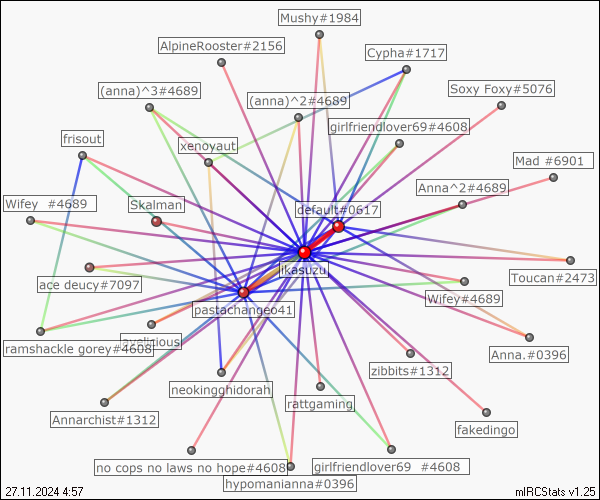 Mushy#1984
AlpineRooster#2156
Cypha#1717
(anna)^3#4689
(anna)^2#4689
Soxy Foxy#5076
girlfriendlover69#4608
frisout
xenoyaut
Mad #6901
Anna^2#4689
Wifey #4689
Skalman
default#0617
likasuzu
Toucan#2473
ace deucy#7097
Wifey#4689
pastachangeo41
ramshackle gorey#4608
Anna.#0396
zibbits#1312
neokingghidorah
rattgaming
Annarchist#1312
fakedingo
no cops no laws no hope#4608
girlfriendlover69 #4608
hypomanianna#0396
27.11.2024 4:57
mIRCStats v1.25